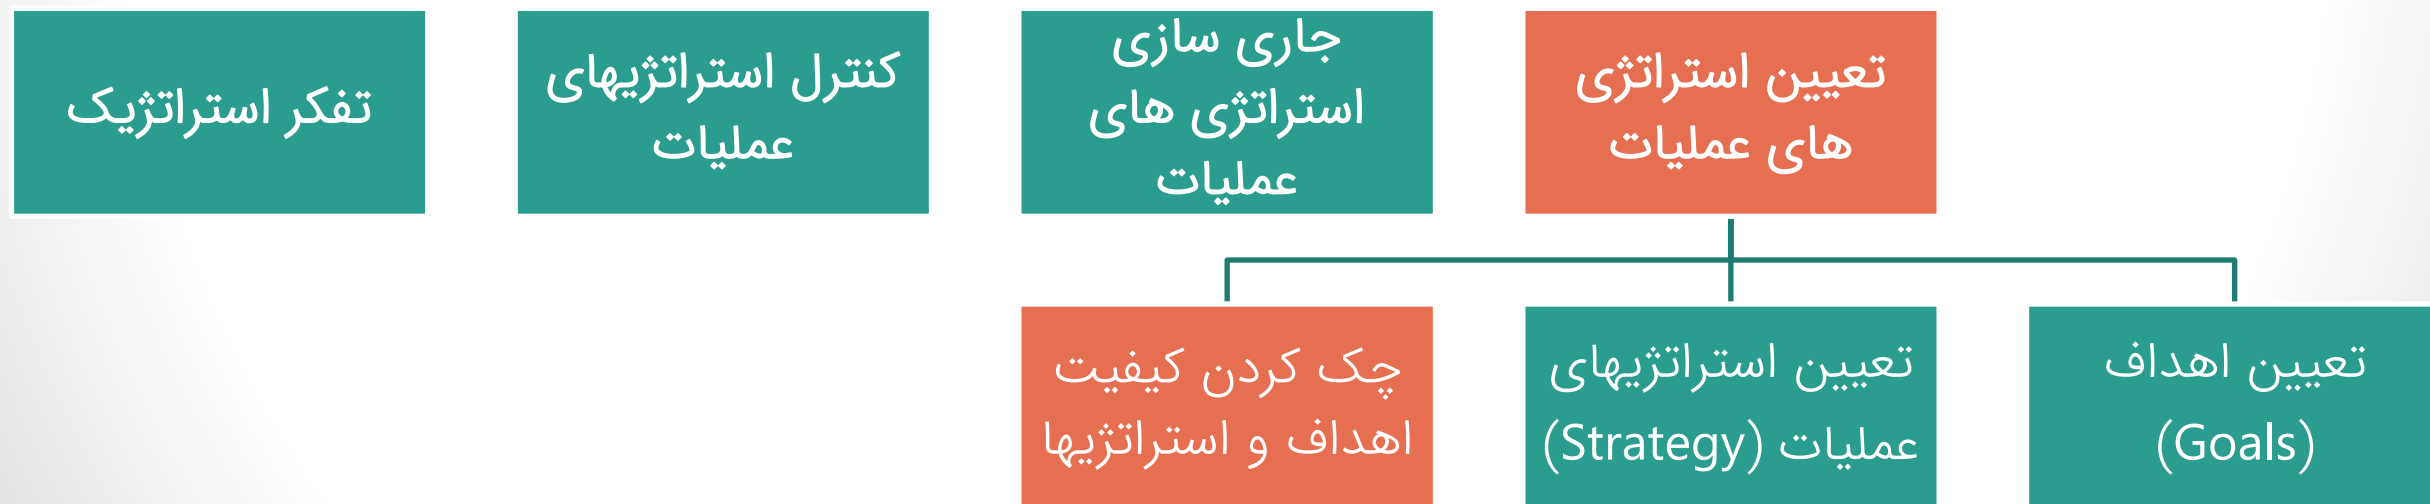 تعیین استراتژی
های عملیات
جاری سازی
استراتژی های
عملیات
کنترل استراتژیهای
عملیات
تفکر استراتژیک
تعیین اهداف
(Goals)
تعیین استراتژیهای
عملیات (Strategy)
چک کردن کیفیت
اهداف و استراتژیها